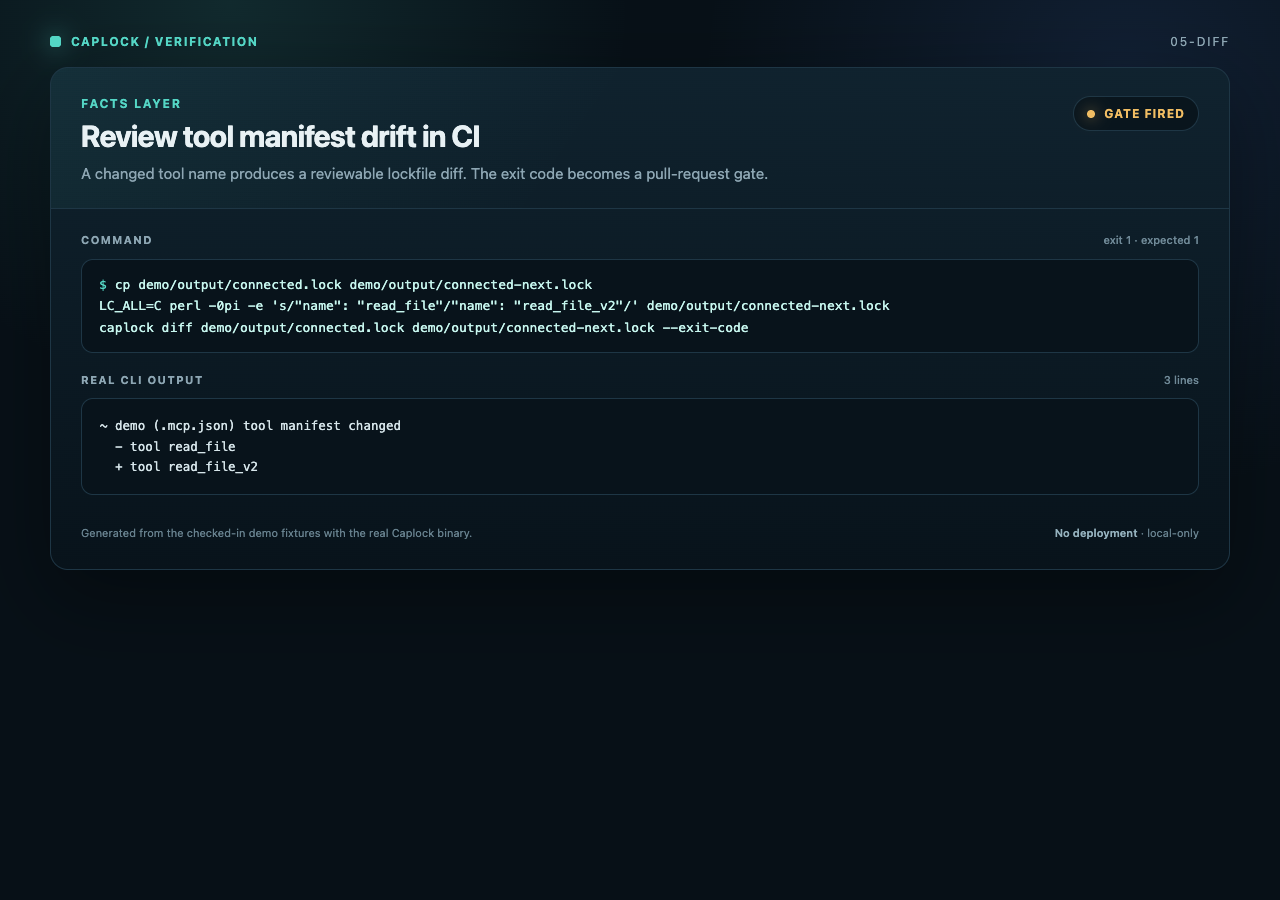 CAPLOCK / VERIFICATION
05-DIFF
FACTS LAYER
Review tool manifest drift in CI
GATE FIRED
A changed tool name produces a reviewable lockfile diff. The exit code becomes a pull-request gate.
COMMAND
exit 1 · expected 1
$ cp demo/output/connected.lock demo/output/connected-next.lock
LC_ALL=C perl -0pi -e 's/"name": "read_file"/"name": "read_file_v2"/' demo/output/connected-next.lock
caplock diff demo/output/connected.lock demo/output/connected-next.lock --exit-code
REAL CLI OUTPUT
3 lines
~ demo (.mcp.json) tool manifest changed
  - tool read_file
  + tool read_file_v2
Generated from the checked-in demo fixtures with the real Caplock binary.
No deployment · local-only